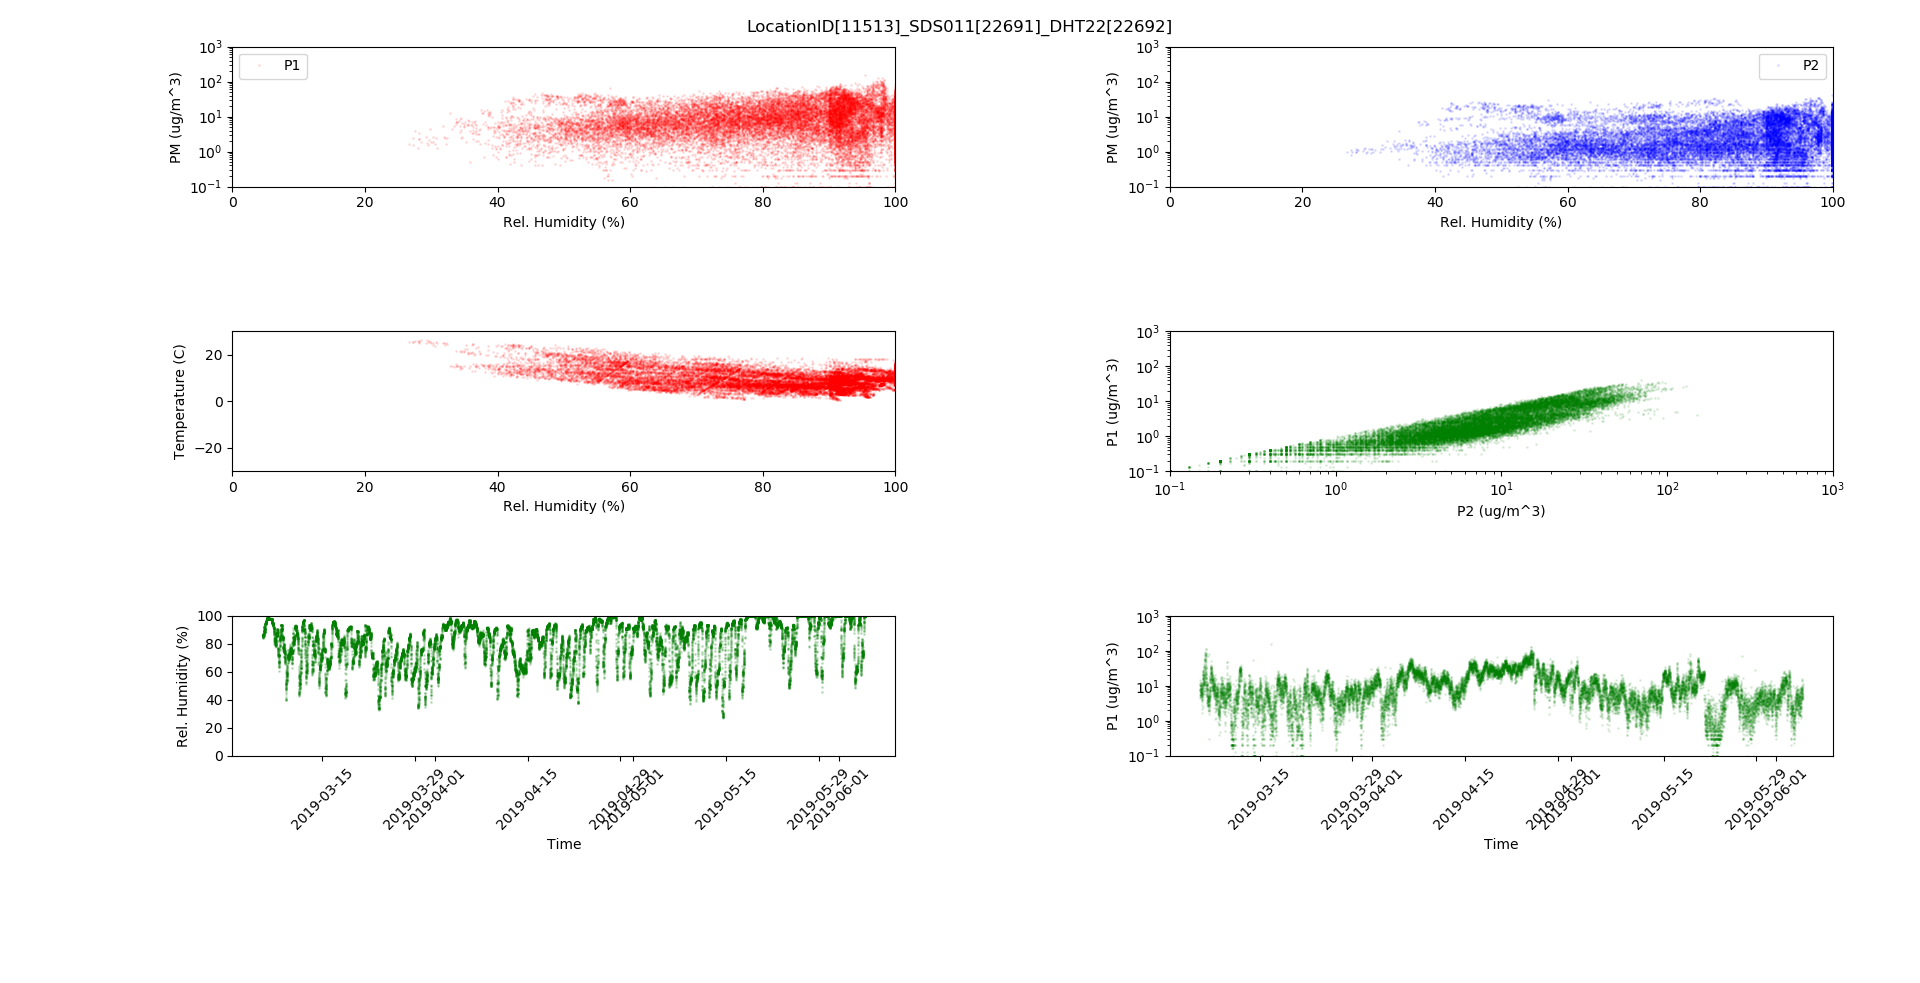 LocationID[11513]_SDS011[22691]_DHT22[22692]
PM (ug/m^3)
10^3
10^2
10^1
10^0
10^-1
P1
0 20 40 60 80 100
Rel. Humidity (%)
PM (ug/m^3)
10^3
10^2
10^1
10^0
10^-1
P2
0 20 40 60 80 100
Rel. Humidity (%)
Temperature (C)
20
0
−20
0 20 40 60 80 100
Rel. Humidity (%)
P1 (ug/m^3)
10^3
10^2
10^1
10^0
10^-1
10^-1 10^0 10^1 10^2 10^3
P2 (ug/m^3)
Rel. Humidity (%)
100
80
60
40
20
0
2019-03-15 2019-03-29 2019-04-01 2019-04-15 2019-04-29 2019-05-01 2019-05-15 2019-05-29 2019-06-01
Time
P1 (ug/m^3)
10^3
10^2
10^1
10^0
10^-1
2019-03-15 2019-03-29 2019-04-01 2019-04-15 2019-04-29 2019-05-01 2019-05-15 2019-05-29 2019-06-01
Time